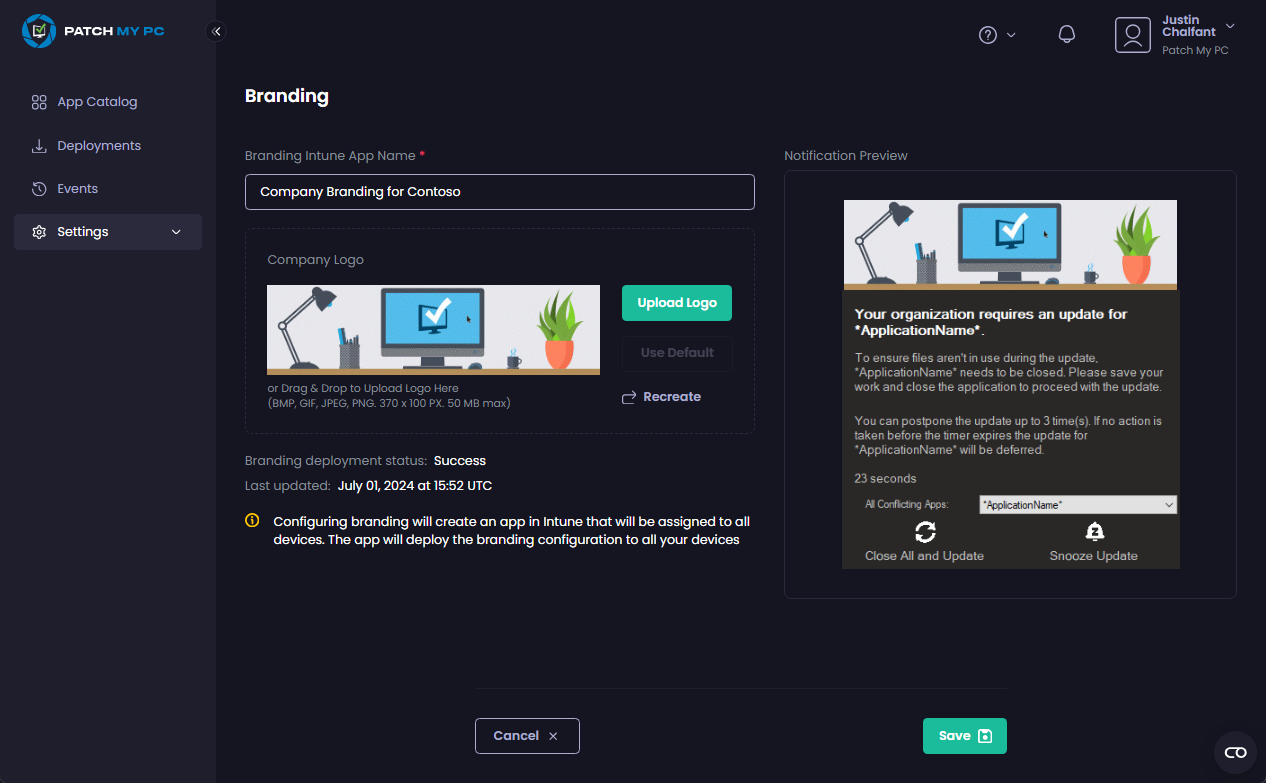 PATCH MY PC
Justin
Chalfant
Patch My PC
App Catalog
Deployments
Events
Settings
Branding
Branding Intune App Name *
Company Branding for Contoso
Company Logo
Upload Logo
Use Default
Recreate
or Drag & Drop to Upload Logo Here
(BMP, GIF, JPEG, PNG. 370 x 100 PX. 50 MB max)
Branding deployment status: Success
Last updated: July 01, 2024 at 15:52 UTC
Configuring branding will create an app in Intune that will be assigned to all
devices. The app will deploy the branding configuration to all your devices
Notification Preview
Your organization requires an update for
*ApplicationName*.
To ensure files aren't in use during the update,
*ApplicationName* needs to be closed. Please save your
work and close the application to proceed with the update.
You can postpone the update up to 3 time(s). If no action is
taken before the timer expires the update for
*ApplicationName* will be deferred.
23 seconds
All Conflicting Apps: *ApplicationName*
Close All and Update
Snooze Update
Cancel
Save